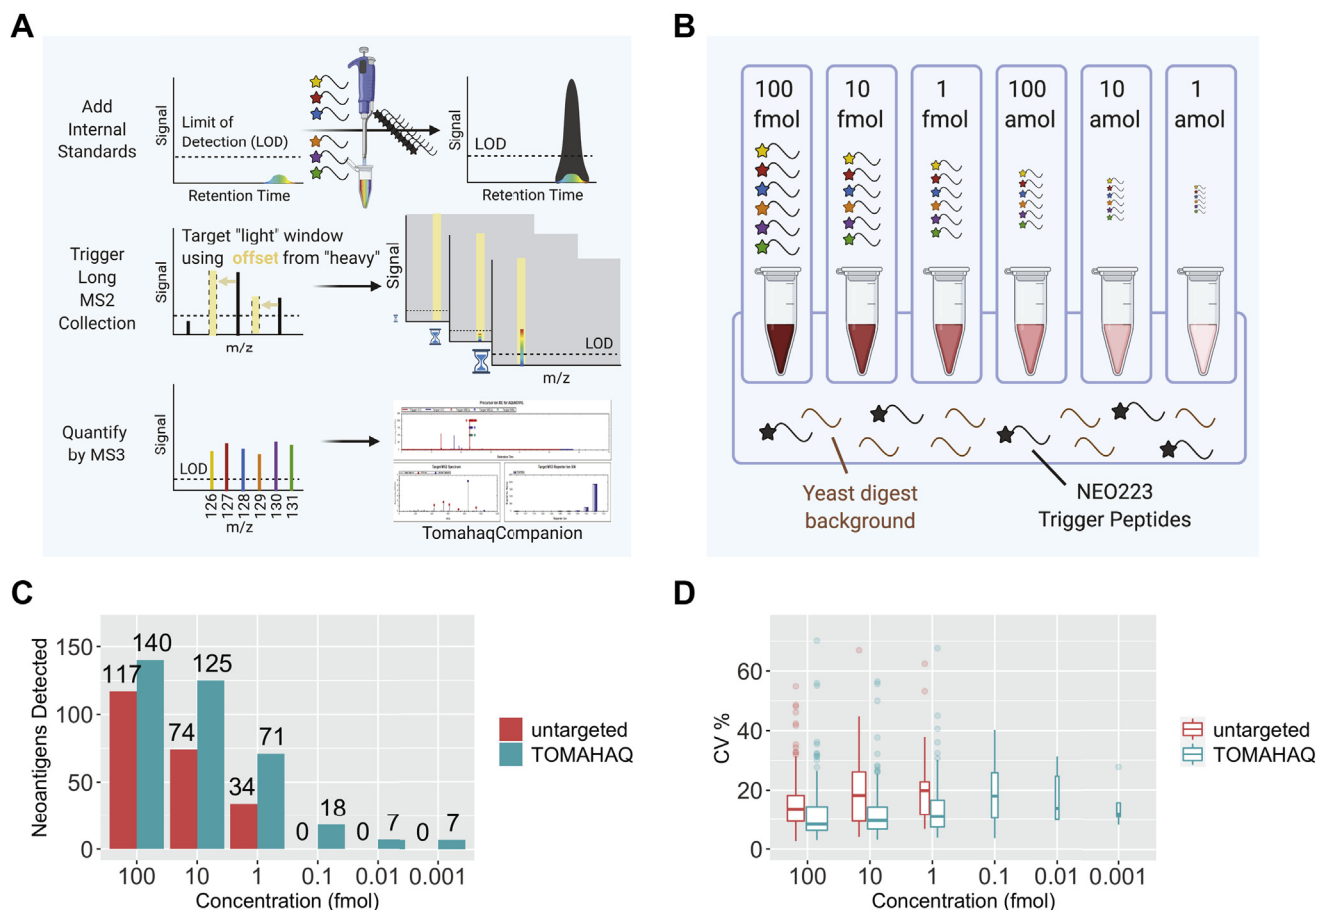 A
Add
Internal
Standards
Signal
Limit of
Detection (LOD)
Retention Time
Signal
LOD
Retention Time
Trigger
Long
MS2
Collection
Signal
Target "light" window
using offset from "heavy"
m/z
Signal
LOD
m/z
Quantify
by MS3
Signal
LOD
126
127
128
129
130
131
m/z
TomahaqCompanion
B
100
fmol
10
fmol
1
fmol
100
amol
10
amol
1
amol
Yeast digest
background
NEO223
Trigger Peptides
C
Neoantigens Detected
150
100
50
0
117
140
74
125
34
71
0
18
0
7
0
7
100
10
1
0.1
0.01
0.001
Concentration (fmol)
untargeted
TOMAHAQ
D
CV %
60
40
20
0
100
10
1
0.1
0.01
0.001
Concentration (fmol)
untargeted
TOMAHAQ